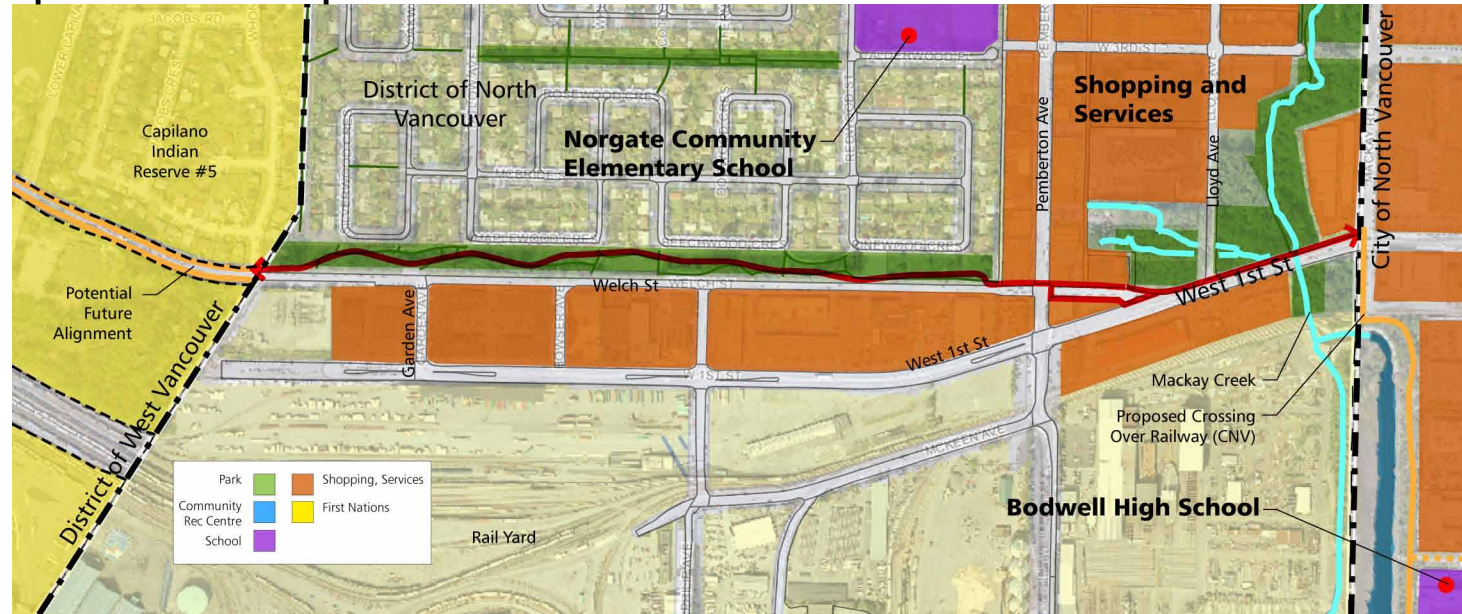 JACOBS RD
W 3RD ST
District of North
Vancouver
Capilano
Indian
Reserve #5
Norgate Community
Elementary School
Shopping and
Services
Pemberton Ave
Lloyd Ave
City of North Vancouver
Potential
Future
Alignment
Welch St
WELCH ST
West 1st St
Garden Ave
GARDEN AV
West 1st St
W 1ST ST
District of West Vancouver
Mackay Creek
Proposed Crossing
Over Railway (CNV)
MCKEEN AVE
Park
Shopping, Services
Community
Rec Centre
First Nations
School
Rail Yard
Bodwell High School